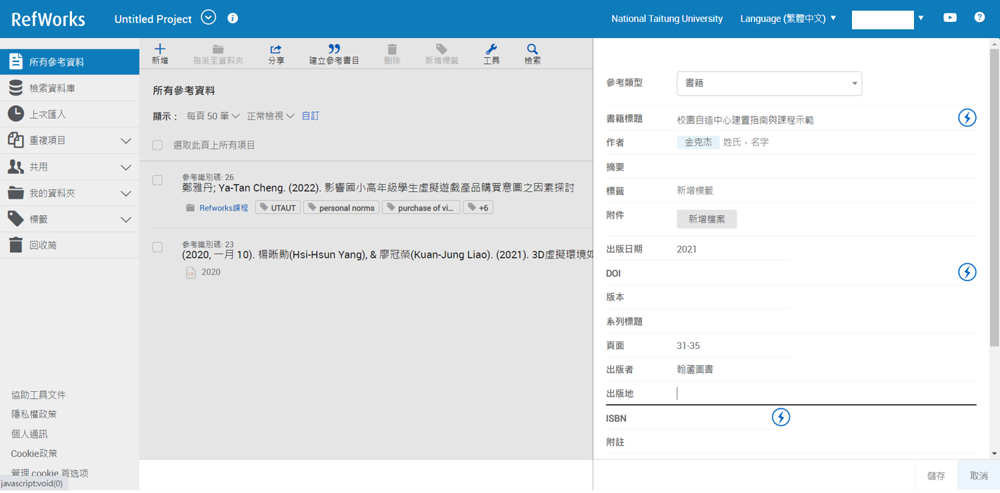 RefWorks
Untitled Project
National Taitung University
Language (繁體中文)
所有參考資料
檢索資料庫
上次匯入
重複項目
共用
我的資料夾
標籤
回收筒
協助工具文件
隱私權政策
個人通訊
Cookie政策
管理 cookie 首选项
javascript:void(0)
新增
指派至資料夾
分享
建立參考書目
刪除
新增標籤
工具
檢索
所有參考資料
顯示: 每頁 50 筆 正常檢視 自訂
選取此頁上所有項目
參考識別碼: 26
鄭雅丹; Ya-Tan Cheng. (2022). 影響國小高年級學生虛擬遊戲產品購買意圖之因素探討
Refworks課程 UTAUT personal norms purchase of vi... +6
參考識別碼: 23
(2020, 一月 10). 楊晰勛(Hsi-Hsun Yang), & 廖冠榮(Kuan-Jung Liao). (2021). 3D虛擬環境如
2020
參考類型 書籍
書籍標題 校園自造中心建置指南與課程示範
作者 金克杰 姓氏，名字
摘要
標籤 新增標籤
附件 新增檔案
出版日期 2021
DOI
版本
系列標題
頁面 31-35
出版者 翰蘆圖書
出版地
ISBN
附註
儲存 取消